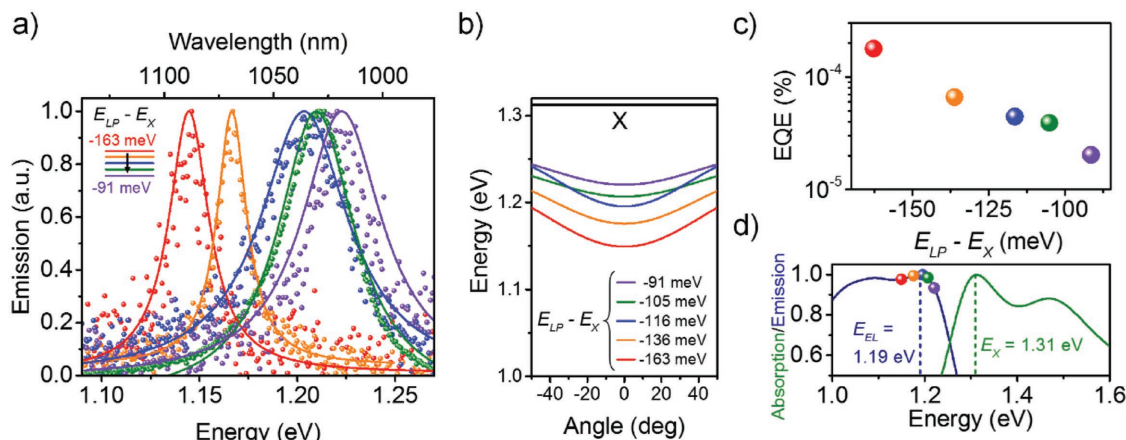 a)
Wavelength (nm)
1100
1050
1000
1.0
0.8
0.6
0.4
0.2
0.0
Emission (a.u.)
E_LP - E_X
-163 meV
-91 meV
1.10
1.15
1.20
1.25
Energy (eV)
b)
1.3
1.2
1.1
1.0
Energy (eV)
X
E_LP - E_X
-91 meV
-105 meV
-116 meV
-136 meV
-163 meV
-40
-20
0
20
40
Angle (deg)
c)
EQE (%)
10⁻⁴
10⁻⁵
-150
-125
-100
E_LP - E_X (meV)
d)
Absorption/Emission
1.0
0.8
0.6
E_EL =
1.19 eV
E_X = 1.31 eV
1.0
1.2
1.4
1.6
Energy (eV)